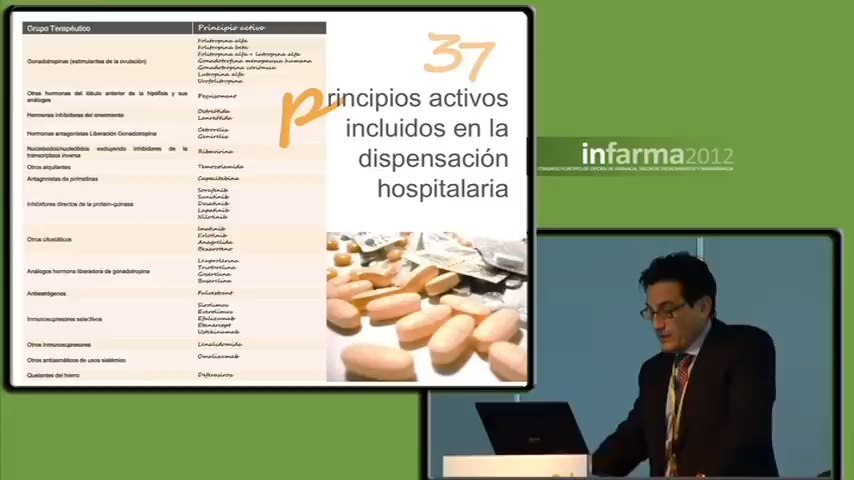 Grupo Terapéutico Principio activo
Gonadotropinas (estimulantes de la ovulación)
Folitropina alfa
Folitropina beta
Folitropina alfa + lutropina alfa
Gonadotrofina menopausia humana
Gonadotropina coriónica
Lutropina alfa
Urofolitropina
Otras hormonas del lóbulo anterior de la hipófisis y sus
análogos
Pegvisomant
Hormonas inhibidoras del crecimiento
Octreótida
Lanreótida
Hormonas antagonistas Liberación Gonadotropina
Cetrorelix
Ganirelix
Nucleósidos/nucleótidos excluyendo inhibidores de la
transcriptasa inversa
Ribavirina
Otros alquilantes Temozolamida
Antagonistas de pirimidinas Capecitabina
Inhibidores directos de la protein-quinasa
Sorafenib
Sunitinib
Dasatinib
Lapatinib
Nilotinib
Otros citostáticos
Imatinib
Erlotinib
Anagrelida
Bexaroteno
Análogos hormona liberadora de gonadotropina
Leuprolerina
Triptorelina
Goserelina
Buserelina
Antiestrógenos Fulvestrant
Inmunosupresores selectivos
Sirolimus
Everolimus
Efalizumab
Etanercept
Ustekinumab
Otros inmunosupresores Lenalidomida
Otros antiasmáticos de usos sistémico Omalizumab
Quelantes del hierro Deferasirox
37
Principios activos
incluidos en la
dispensación
hospitalaria
infarma2012